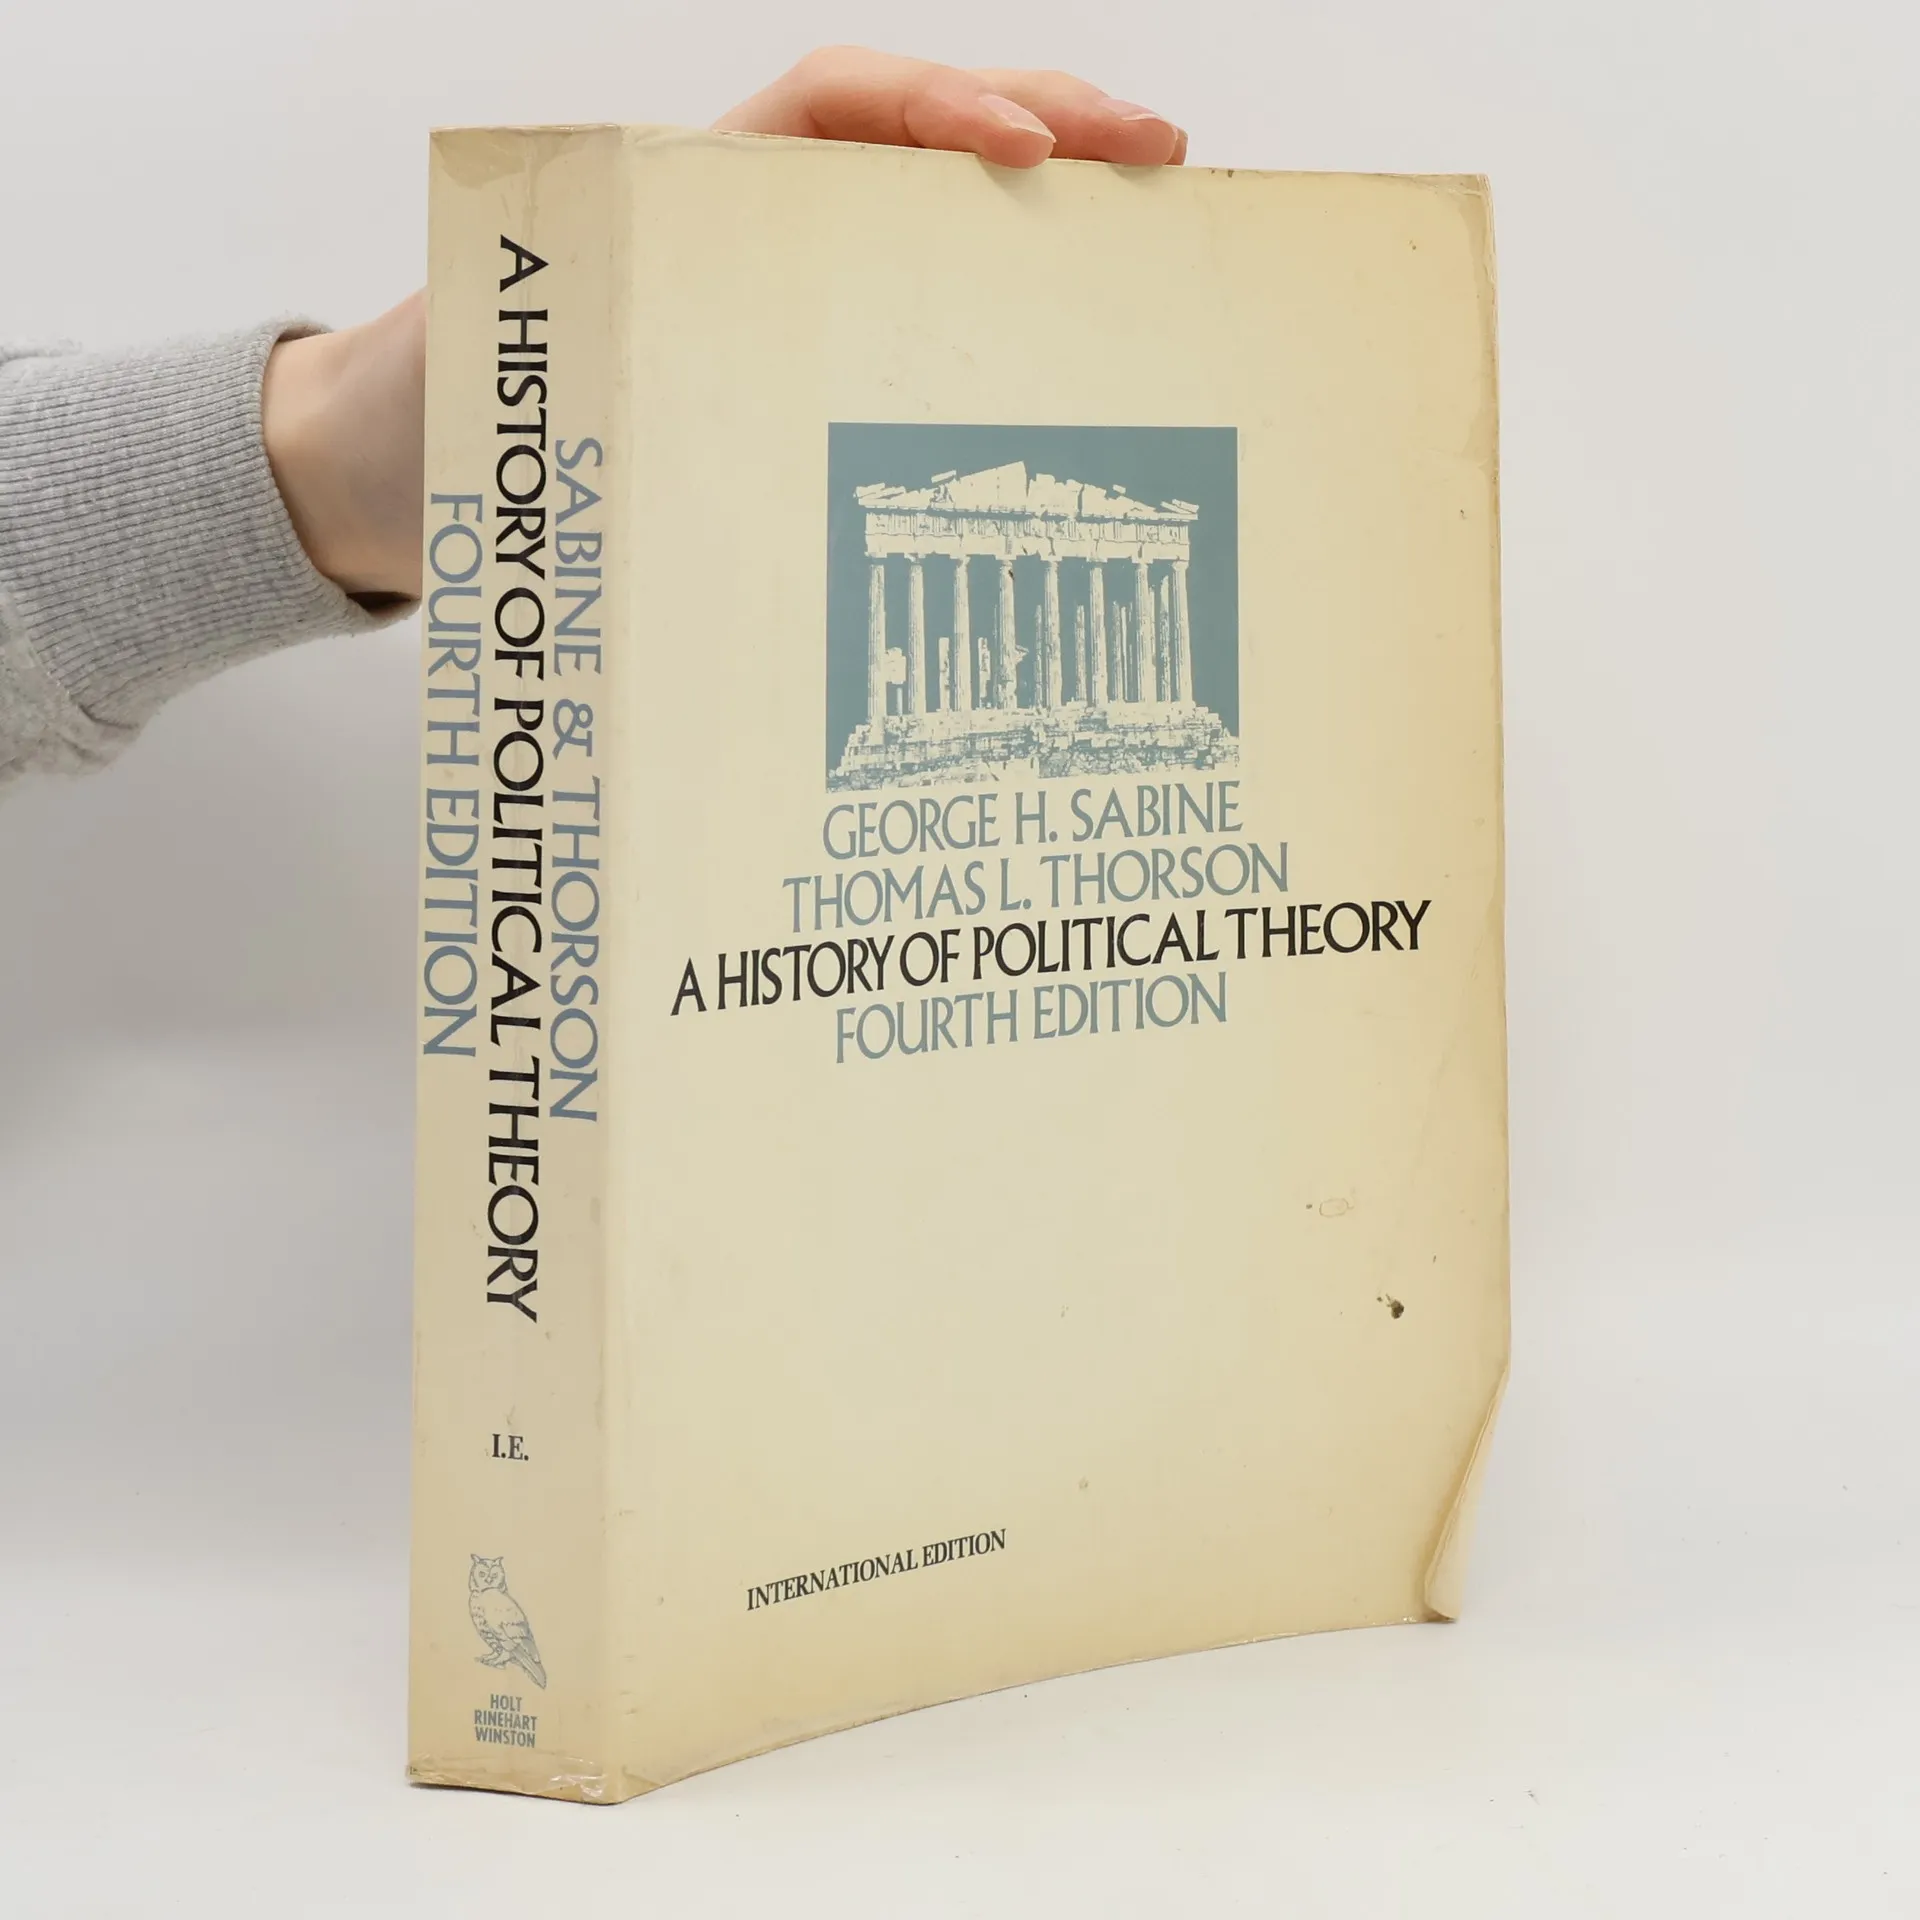 SABINE & THORSON
A HISTORY OF POLITICAL THEORY
FOURTH EDITION
I.E.
HOLT
RINEHART
WINSTON
GEORGE H. SABINE
THOMAS L. THORSON
A HISTORY OF POLITICAL THEORY
FOURTH EDITION
INTERNATIONAL EDITION